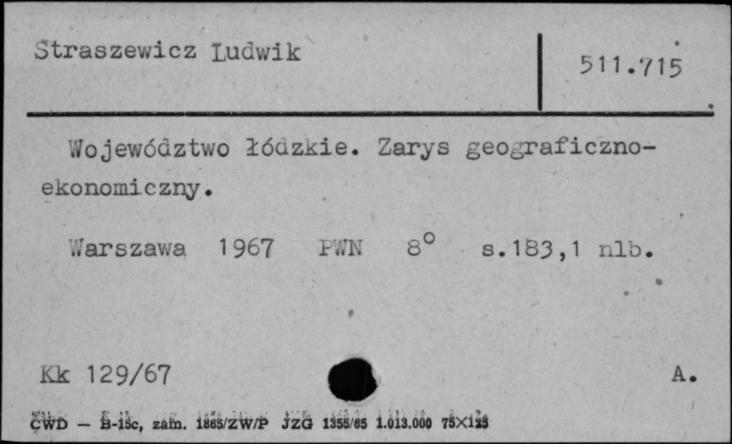 Straszewicz Ludwik
511.715
Województwo łódzkie. Zarys geograficzno-
ekonomiczny.
Warszawa 1967 PWN 8° s.183,1 nlb.
Kk 129/67
A.
CWD — B-15c, zam. 1865/ZW/P JZG 1355/65 1.013.000 75×125